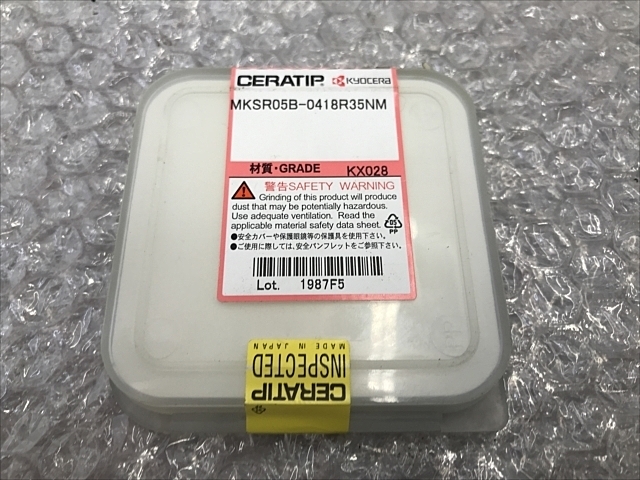 CERATIP KYOCERA
MKSR05B-0418R35NM
材質・GRADE KX028
警告SAFETY WARNING
Grinding of this product will produce
dust that may be potentially hazardous.
Use adequate ventilation. Read the
applicable material safety data sheet.
05
PP
●安全カバーや保護眼鏡等の保護具を使用下さい。
●ご使用に際しては、安全パンフレットをご参照下さい。
Lot. 1987F5
CERATIP
INSPECTED
MADE IN JAPAN